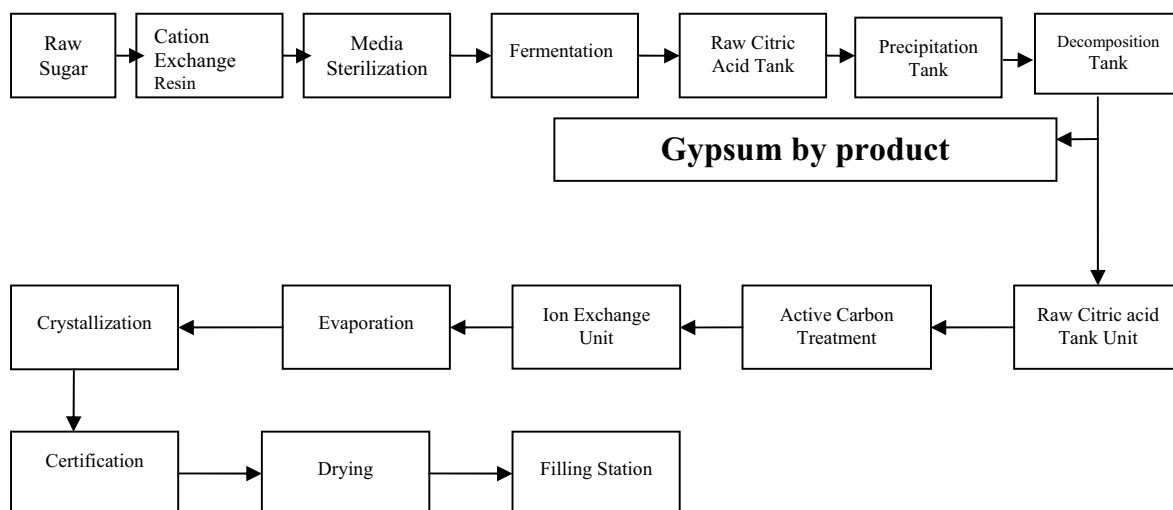 Raw
Sugar
Cation
Exchange
Resin
Media
Sterilization
Fermentation
Raw Citric
Acid Tank
Precipitation
Tank
Decomposition
Tank
Gypsum by product
Crystallization
Evaporation
Ion Exchange
Unit
Active Carbon
Treatment
Raw Citric acid
Tank Unit
Certification
Drying
Filling Station